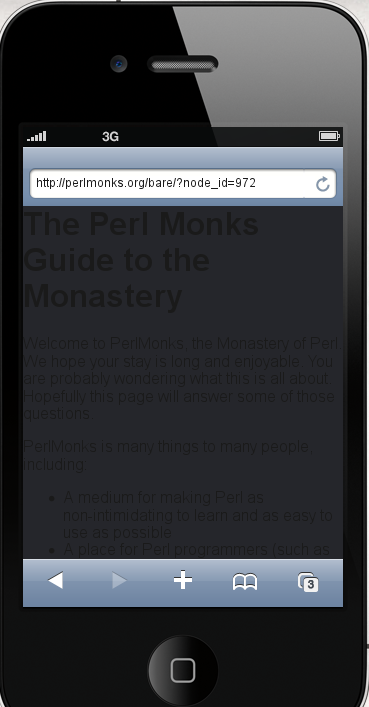 3G
http://perlmonks.org/bare/?node_id=972
The Perl Monks
Guide to the
Monastery
Welcome to PerlMonks, the Monastery of Perl
We hope your stay is long and enjoyable. You
are probably wondering what this is all about.
Hopefully this page will answer some of those
questions.
PerlMonks is many things to many people,
including:
A medium for making Perl as
non-intimidating to learn and as easy to
use as possible
A place for Perl programmers (such as
3